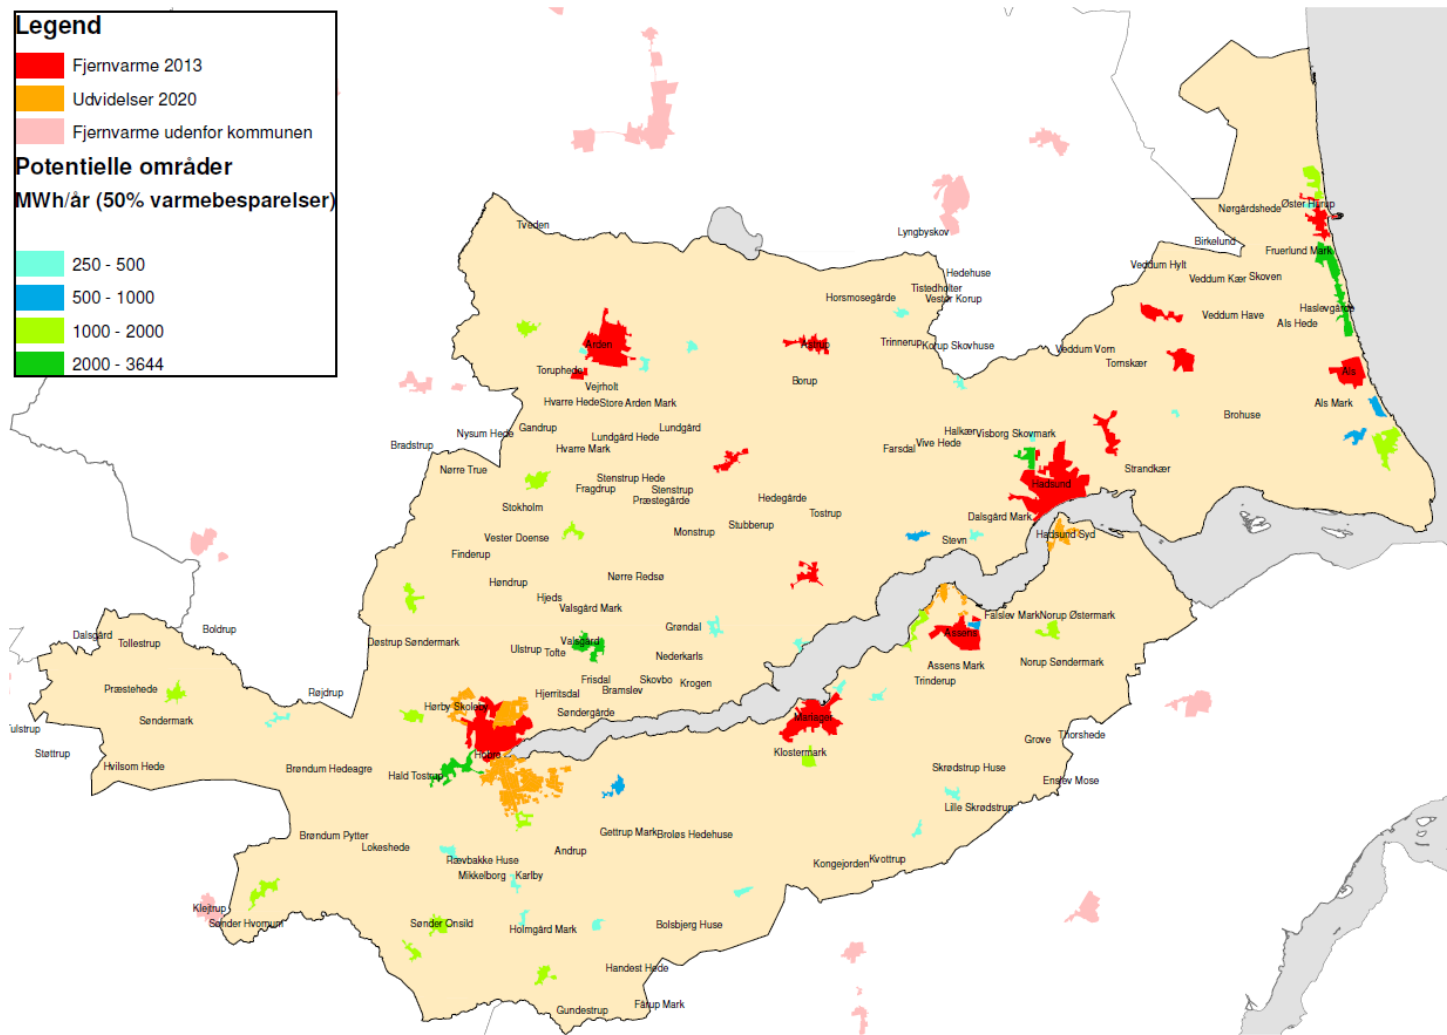 Legend
Fjernvarme 2013
Udvidelser 2020
Fjernvarme udenfor kommunen
Potentielle områder
MWh/år (50% varmebesparelser)
250 - 500
500 - 1000
1000 - 2000
2000 - 3644
Tveden
Lyngbyskov
Nørgårdshede
Øster Hurup
Birkelund
Fruerlund Mark
Hedehuse
Veddum Hylt
Veddum Kær
Skoven
Tistedholter
Horsmosegårde
Vester Korup
Haslevgårde
Veddum Have
Als Hede
Arden
Astrup
Trinnerup
Korup Skovhuse
Veddum Vorn
Tornskær
Toruphede
Als
Vejrholt
Borup
Hvarre Hede
Store Arden Mark
Als Mark
Brohuse
Gandrup
Lundgård
Nysum Hede
Lundgård Hede
Halkær
Visborg Skovmark
Bradstrup
Hvarre Mark
Farsdal
Vive Hede
Nørre True
Strandkær
Stenstrup Hede
Fragdrup
Stenstrup
Hadsund
Præstegårde
Hedegårde
Stokholm
Tostrup
Dalsgård Mark
Stubberup
Monstrup
Vester Doense
Stevn
Hadsund Syd
Finderup
Nørre Redsø
Høndrup
Hjeds
Valsgård Mark
Falslev Mark
Norup Østermark
Grøndal
Boldrup
Dalsgård
Tollestrup
Døstrup Søndermark
Valsgård
Assens
Ulstrup
Tofte
Nederkarls
Assens Mark
Norup Søndermark
Trinderup
Frisdal
Skovbo
Krogen
Præstehede
Røjdrup
Hjerritsdal
Bramslev
Hørby Skoleby
Søndergårde
Mariager
Søndermark
Grove
Thorshede
Støttrup
Hobro
Klostermark
Hvilsom Hede
Brøndum Hedeagre
Hald Tostrup
Skrødstrup Huse
Enslev Mose
Lille Skrødstrup
Brøndum Pytter
Gettrup Mark
Broløs Hedehuse
Lokeshede
Andrup
Rævbakke Huse
Kongejorden
Kvottrup
Mikkelborg
Karlby
Klejtrup
Sønder Hvornum
Sønder Onsild
Holmgård Mark
Bolsbjerg Huse
Handest Hede
Gundestrup
Fårup Mark